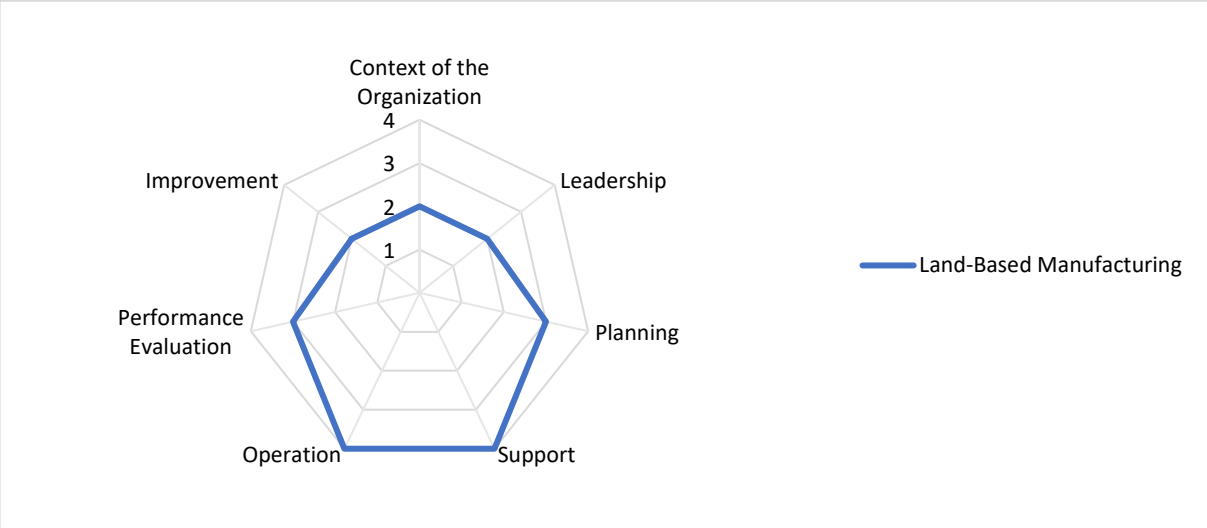 Context of the
Organization
4
3
2
1
Improvement
Leadership
Performance
Evaluation
Planning
Operation
Support
Land-Based Manufacturing